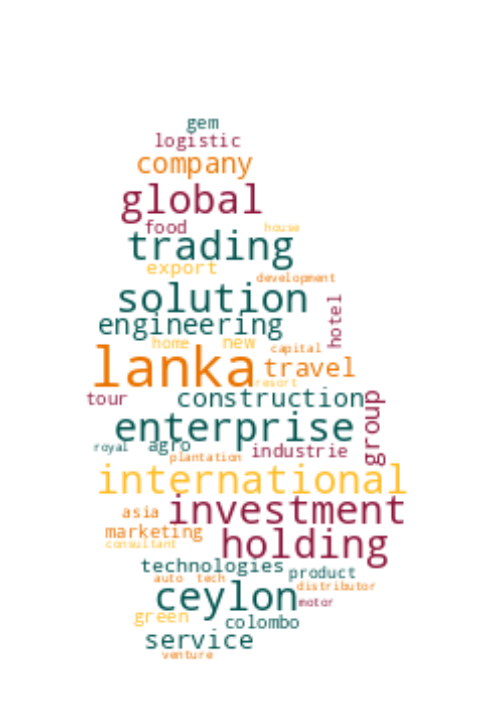 gem
logistic
company
global
food house
trading
export
development
solution
hotel
engineering
home new capital
lanka travel
resort
tour construction
group
enterprise
royal agro industrie
plantation
international
asia investment
marketing holding
consultant
technologies product
auto tech distributor
ceylon motor
green colombo
service
venture